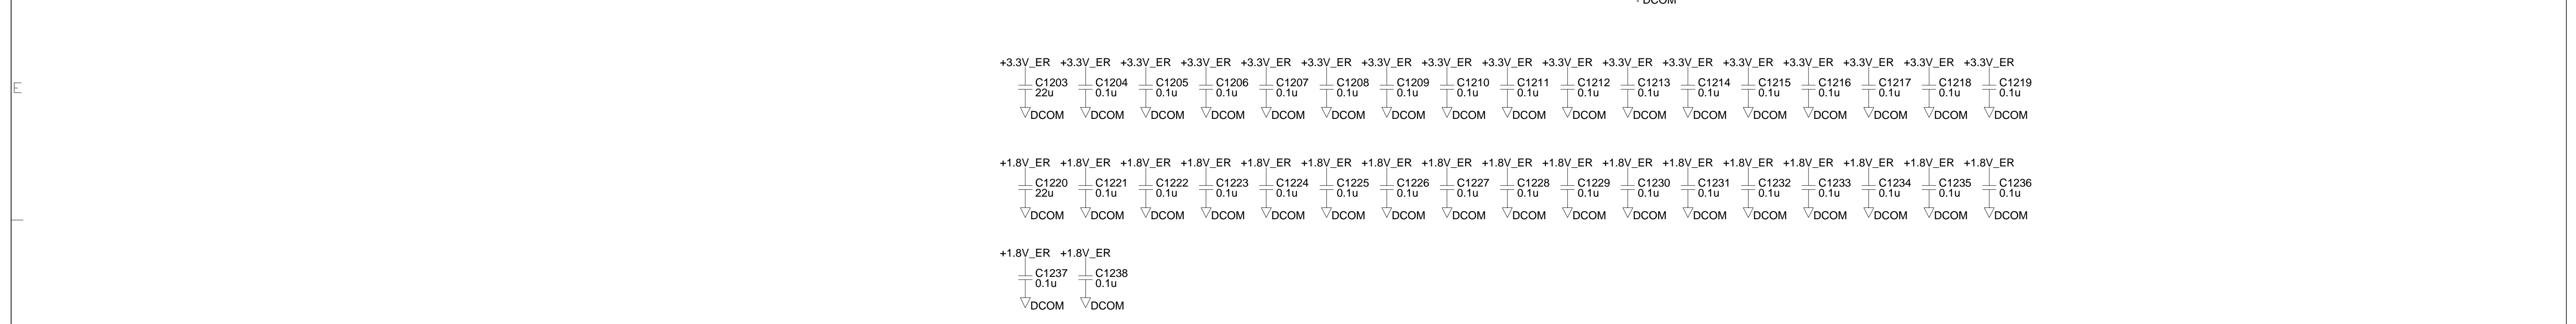 DCOM
+3.3V_ER +3.3V_ER +3.3V_ER +3.3V_ER +3.3V_ER +3.3V_ER +3.3V_ER +3.3V_ER +3.3V_ER +3.3V_ER +3.3V_ER +3.3V_ER +3.3V_ER +3.3V_ER +3.3V_ER +3.3V_ER +3.3V_ER
E C1203 C1204 C1205 C1206 C1207 C1208 C1209 C1210 C1211 C1212 C1213 C1214 C1215 C1216 C1217 C1218 C1219
22u 0.1u 0.1u 0.1u 0.1u 0.1u 0.1u 0.1u 0.1u 0.1u 0.1u 0.1u 0.1u 0.1u 0.1u 0.1u 0.1u
DCOM DCOM DCOM DCOM DCOM DCOM DCOM DCOM DCOM DCOM DCOM DCOM DCOM DCOM DCOM DCOM DCOM
+1.8V_ER +1.8V_ER +1.8V_ER +1.8V_ER +1.8V_ER +1.8V_ER +1.8V_ER +1.8V_ER +1.8V_ER +1.8V_ER +1.8V_ER +1.8V_ER +1.8V_ER +1.8V_ER +1.8V_ER +1.8V_ER +1.8V_ER
C1220 C1221 C1222 C1223 C1224 C1225 C1226 C1227 C1228 C1229 C1230 C1231 C1232 C1233 C1234 C1235 C1236
22u 0.1u 0.1u 0.1u 0.1u 0.1u 0.1u 0.1u 0.1u 0.1u 0.1u 0.1u 0.1u 0.1u 0.1u 0.1u 0.1u
DCOM DCOM DCOM DCOM DCOM DCOM DCOM DCOM DCOM DCOM DCOM DCOM DCOM DCOM DCOM DCOM DCOM
+1.8V_ER +1.8V_ER
C1237 C1238
0.1u 0.1u
DCOM DCOM